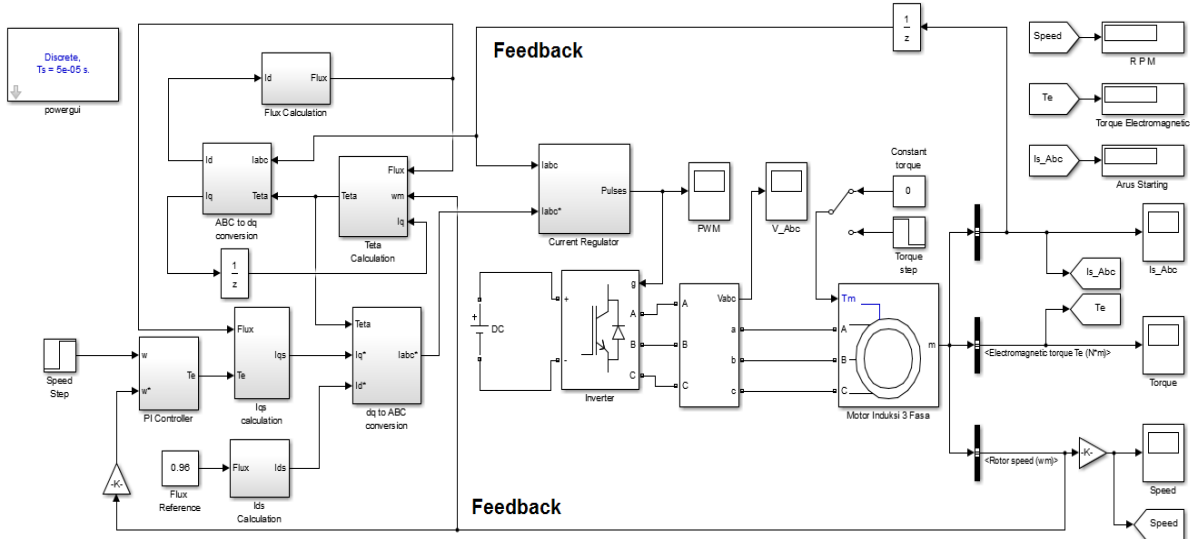 Discrete,
Ts = 5e-05 s.
powergui
Id
Flux
Flux Calculation
Feedback
1
z
Speed
R P M
Te
Torque Electromagnetic
Is_Abc
Arus Starting
Id
Iabc
Iq
Teta
ABC to dq
conversion
Flux
Teta
wm
Iq
Teta
Calculation
1
z
Iabc
Pulses
Iabc*
Current Regulator
PWM
V_Abc
Constant
torque
0
Torque
step
Is_Abc
Is_Abc
Te
<Electromagnetic torque Te (N*m)>
Torque
DC
+
+
-
g
A
B
C
Inverter
Vabc
A
a
B
b
C
c
Tm
m
A
B
C
Motor Induksi 3 Fasa
Speed
Step
w
Te
w*
PI Controller
Flux
Iqs
Te
Iqs
calculation
Teta
Iq*
Iabc*
Id*
dq to ABC
conversion
-K-
0.96
Flux
Reference
Flux
Ids
Ids
Calculation
Feedback
<Rotor speed (wm)>
-K-
Speed
Speed